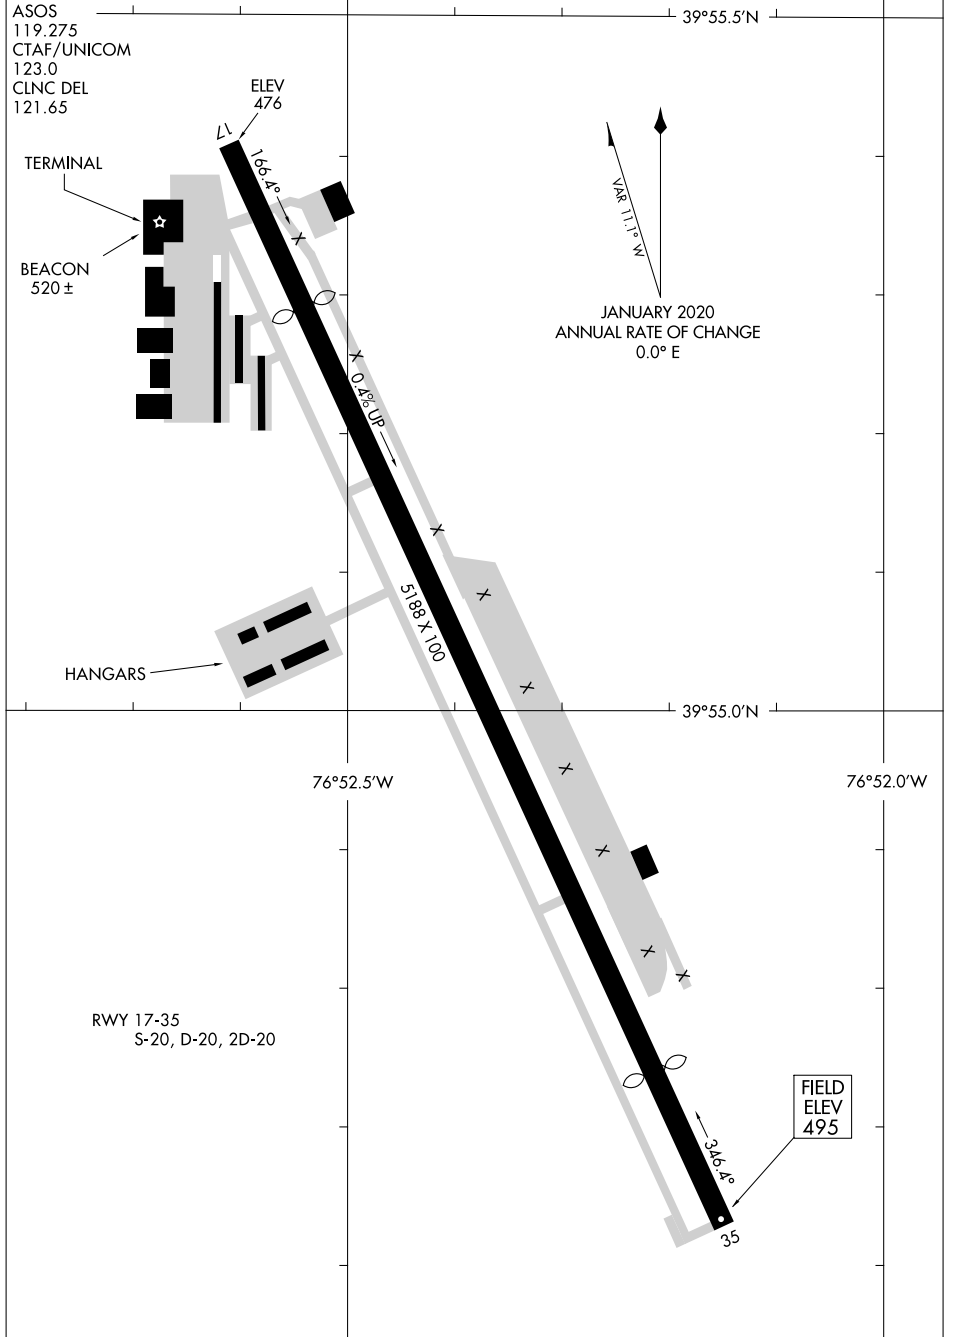 ASOS
119.275
CTAF/UNICOM
123.0
CLNC DEL
121.65
39°55.5'N
ELEV
476
17
166.4°
TERMINAL
BEACON
520 ±
VAR 11.1° W
JANUARY 2020
ANNUAL RATE OF CHANGE
0.0° E
X
X
0.4% UP
X
X
5188 X 100
HANGARS
X
39°55.0'N
X
76°52.5'W
76°52.0'W
X
X
X
RWY 17-35
S-20, D-20, 2D-20
FIELD
ELEV
495
346.4°
35